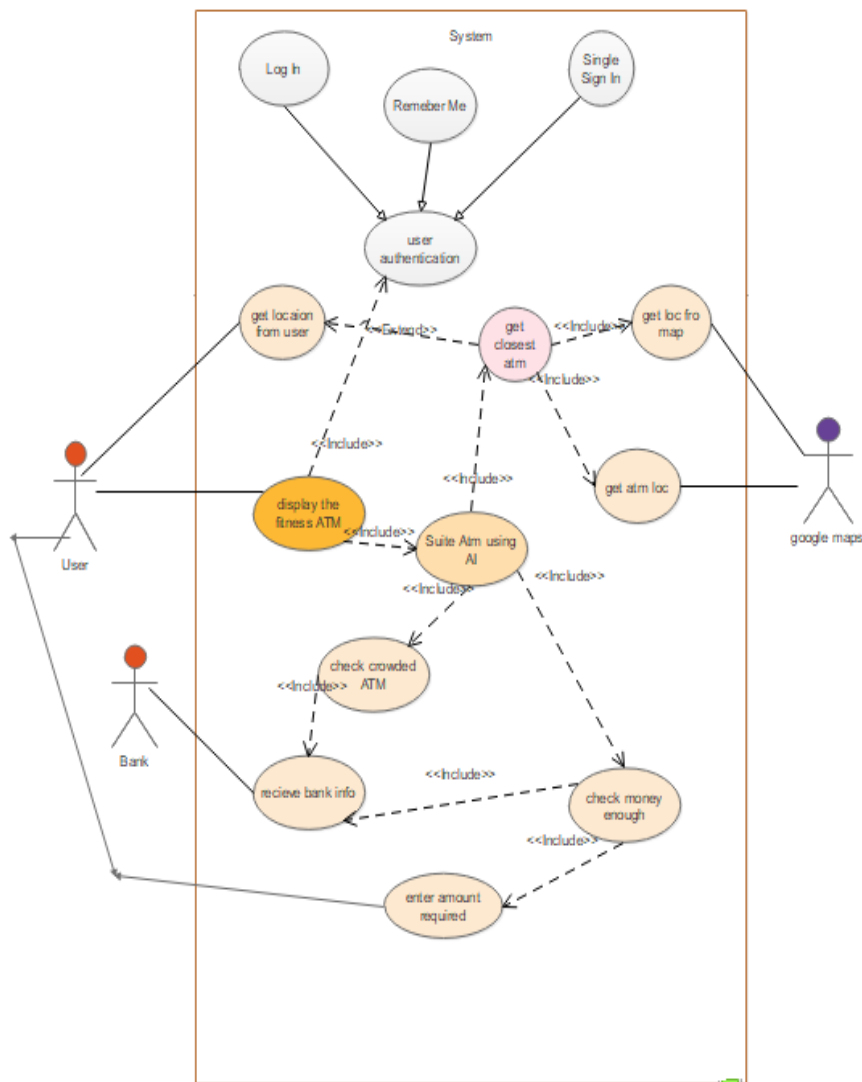 System
Log In
Single
Sign In
Remeber Me
user
authentication
get locaion
from user
<<Extend>>
get
closest
atm
<<Include>>
get loc fro
map
<<Include>>
<<Include>>
<<Include>>
get atm loc
display the
fitness ATM
<<Include>>
Suite Atm using
AI
User
google maps
<<Include>>
<<Include>>
check crowded
ATM
<<Include>>
Bank
recieve bank info
<<Include>>
check money
enough
<<Include>>
enter amount
required